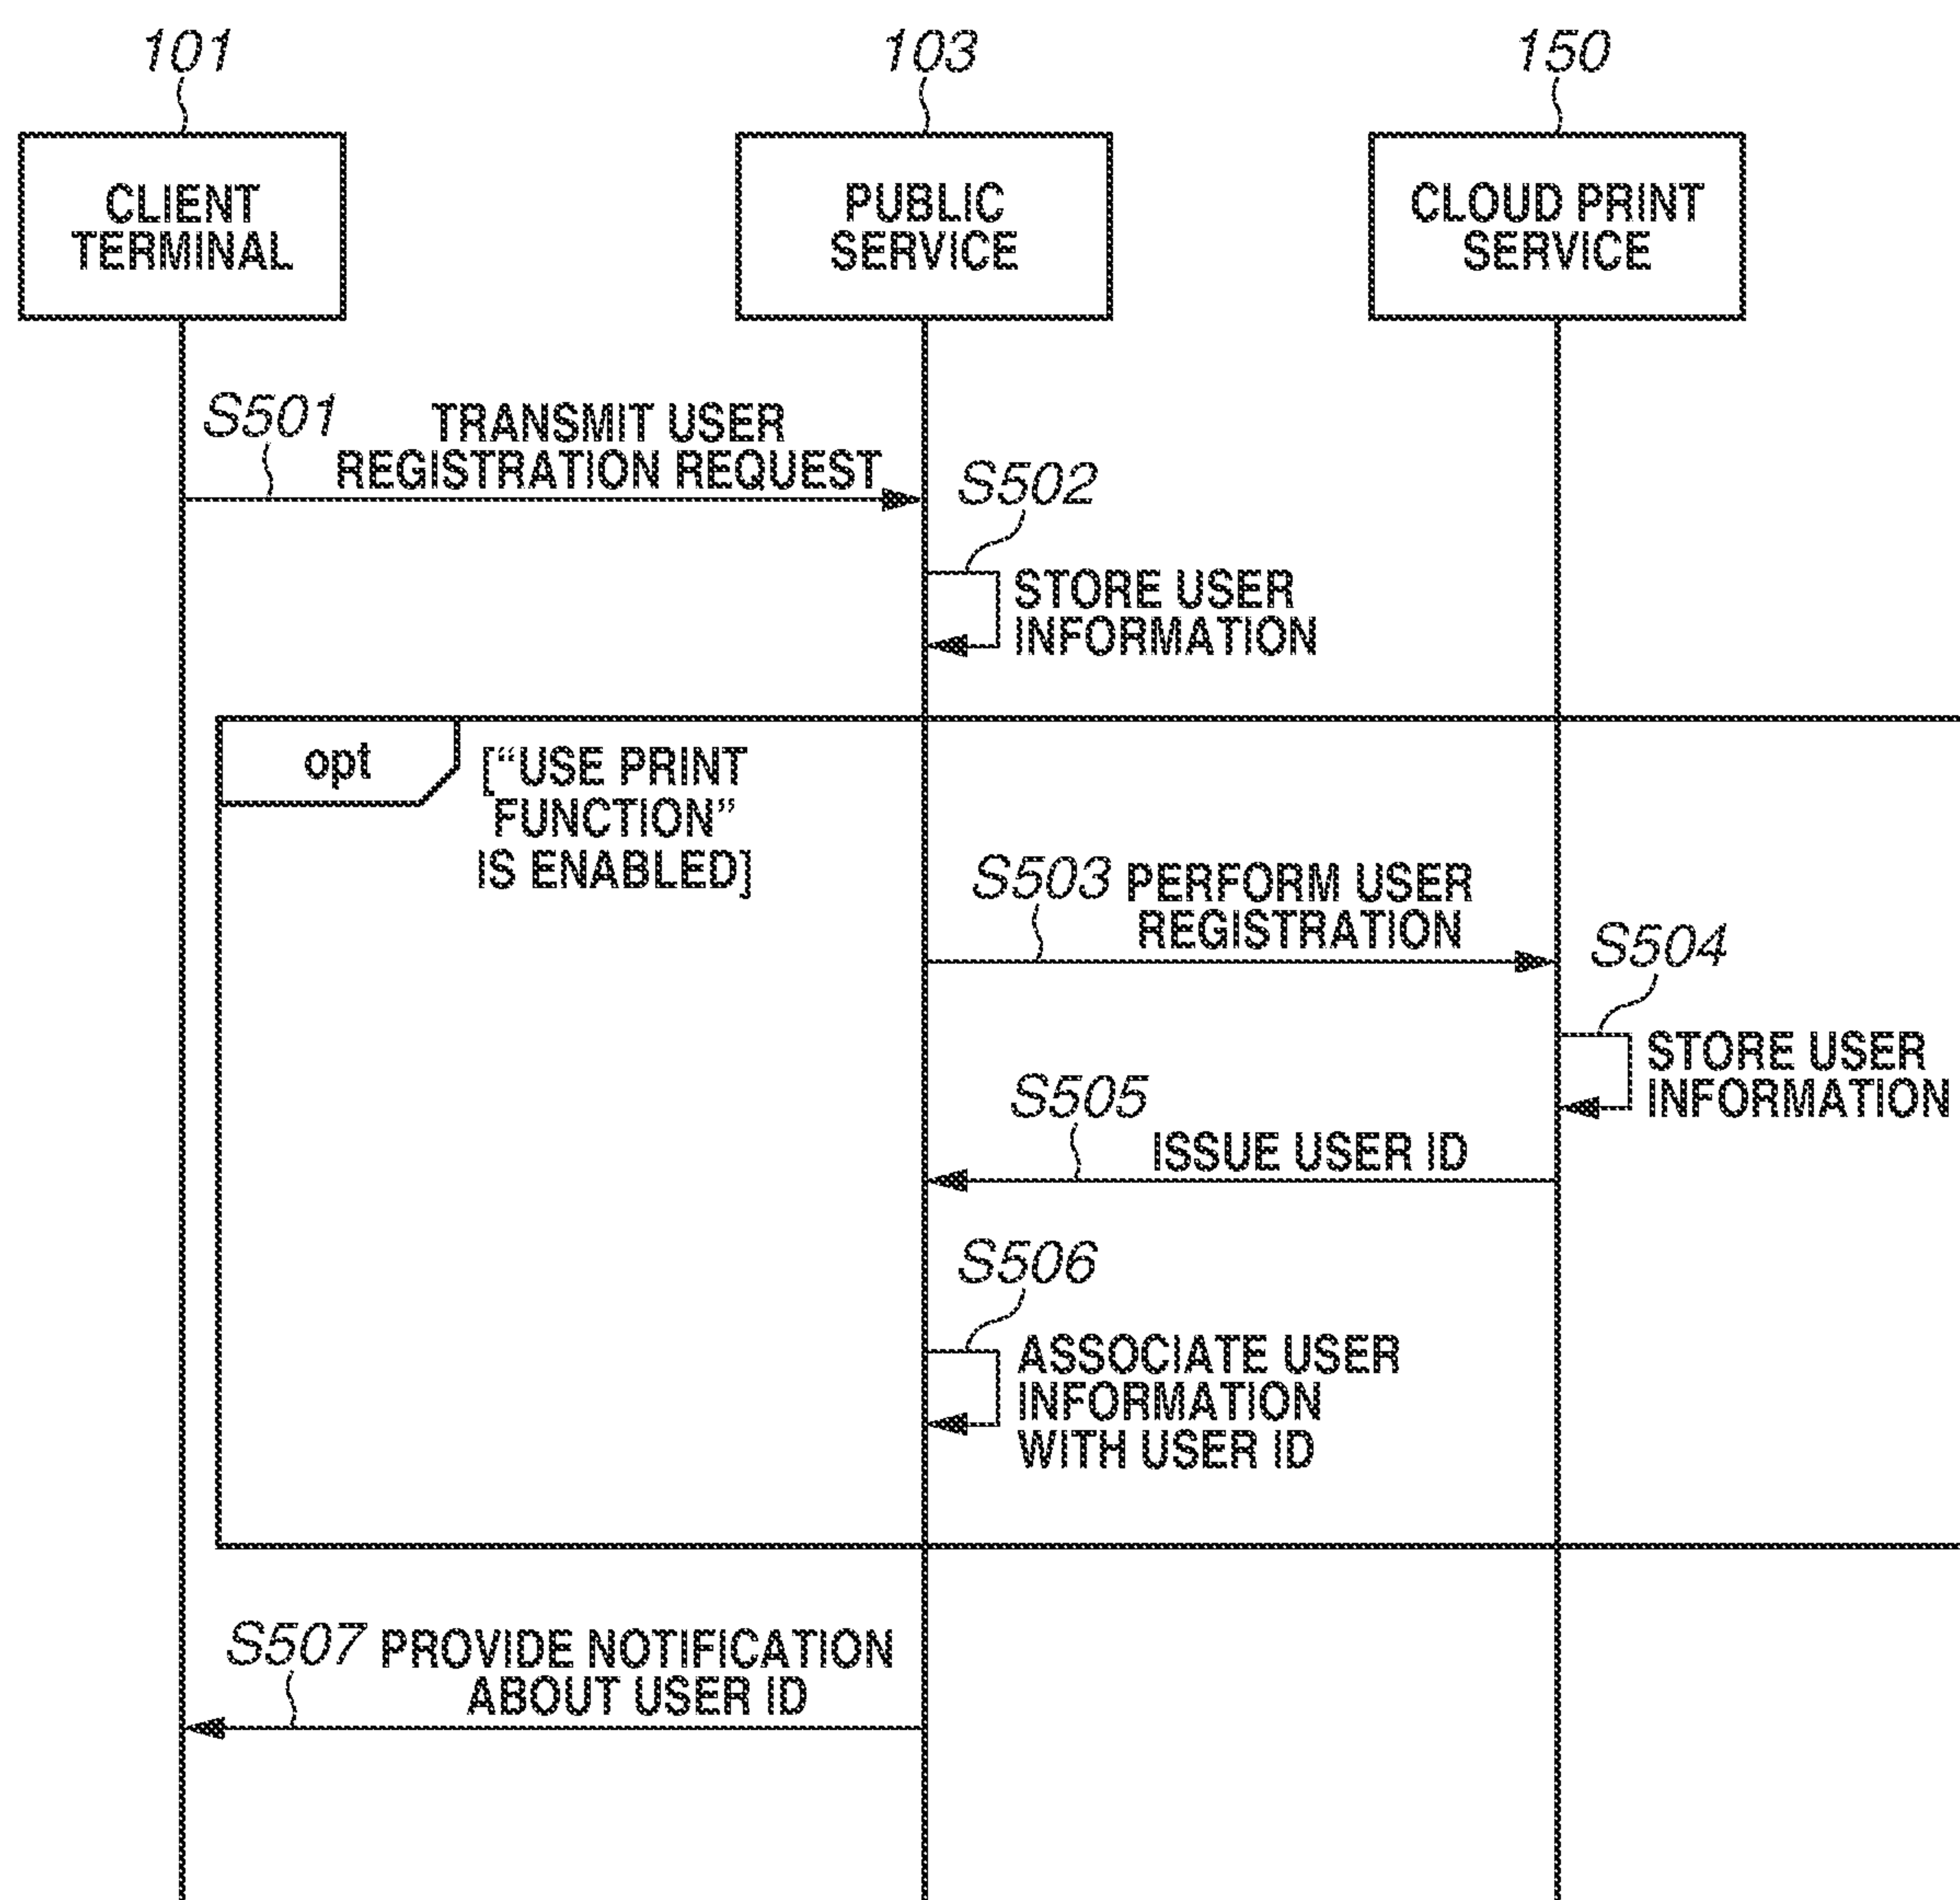 101
103
150
CLIENT
TERMINAL
PUBLIC
SERVICE
CLOUD PRINT
SERVICE
S501
TRANSMIT USER
REGISTRATION REQUEST
S502
STORE USER
INFORMATION
opt
["USE PRINT
FUNCTION"
IS ENABLED]
S503
PERFORM USER
REGISTRATION
S504
STORE USER
INFORMATION
S505
ISSUE USER ID
S506
ASSOCIATE USER
INFORMATION
WITH USER ID
S507
PROVIDE NOTIFICATION
ABOUT USER ID